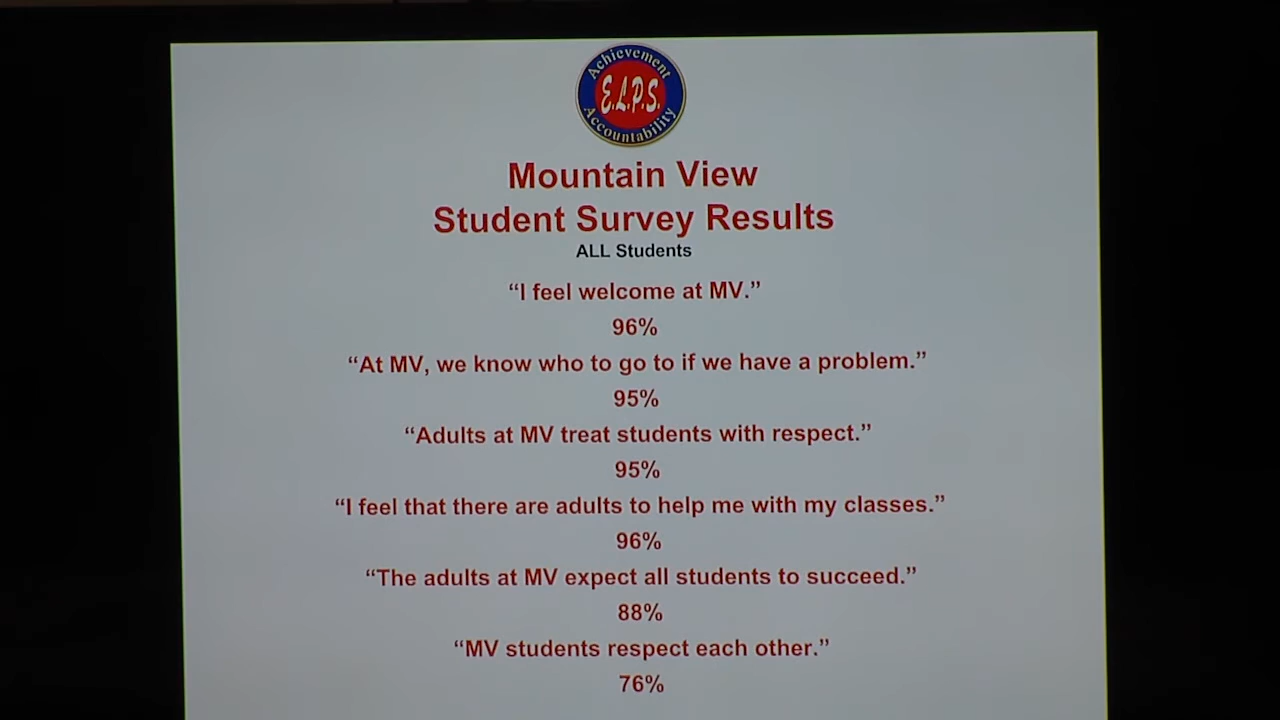 Achievement
E.L.P.S.
Accountability
Mountain View
Student Survey Results
ALL Students
“I feel welcome at MV.”
96%
“At MV, we know who to go to if we have a problem.”
95%
“Adults at MV treat students with respect.”
95%
“I feel that there are adults to help me with my classes.”
96%
“The adults at MV expect all students to succeed.”
88%
“MV students respect each other.”
76%